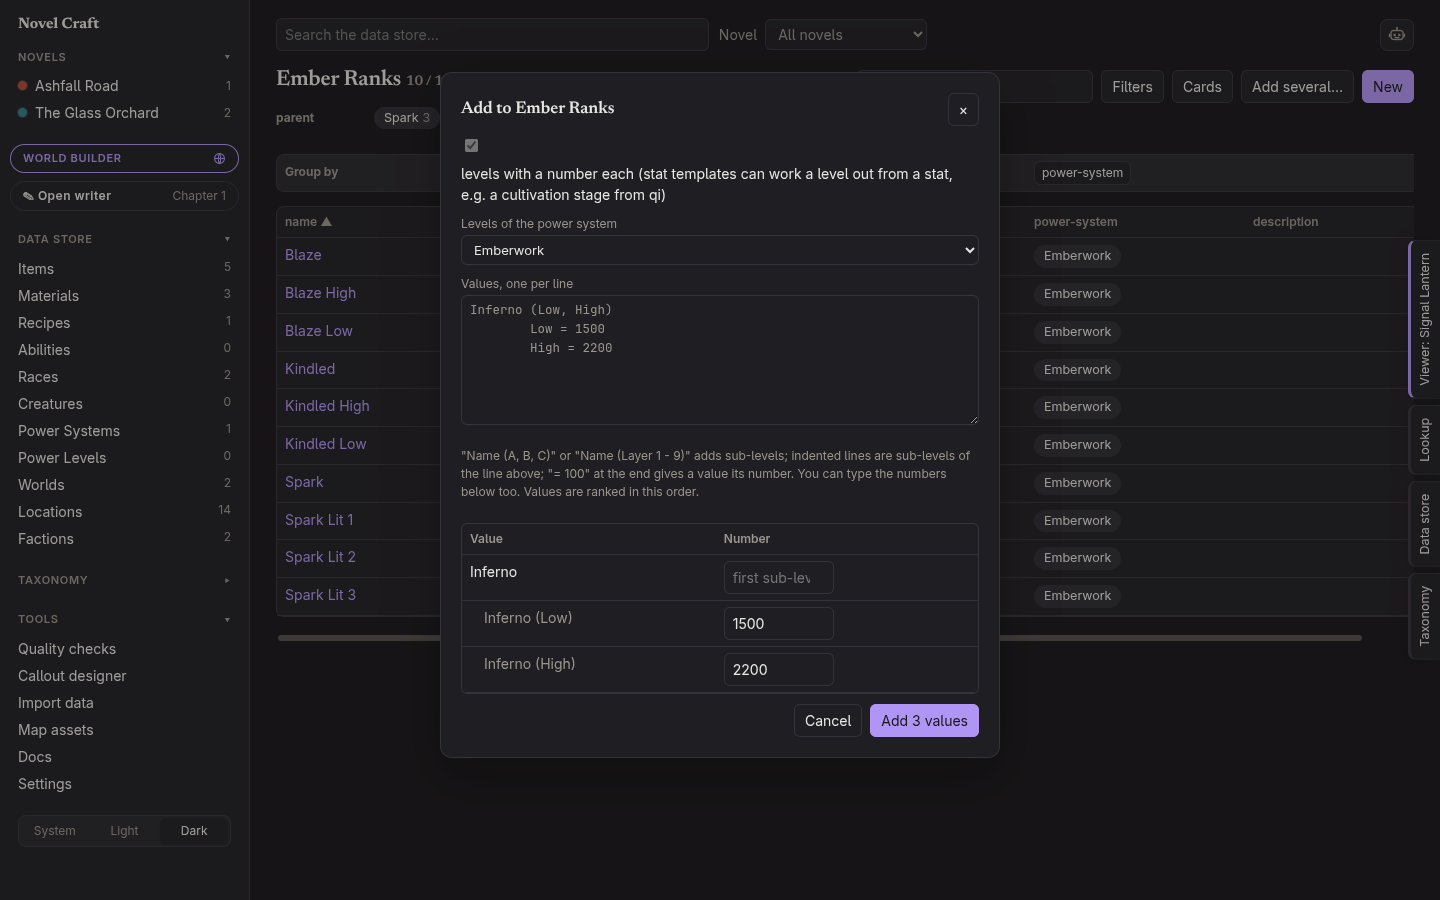 Novel Craft
NOVELS
Ashfall Road 1
The Glass Orchard 2
WORLD BUILDER
✎ Open writer Chapter 1
DATA STORE
Items 5
Materials 3
Recipes 1
Abilities 0
Races 2
Creatures 0
Power Systems 1
Power Levels 0
Worlds 2
Locations 14
Factions 2
TAXONOMY
TOOLS
Quality checks
Callout designer
Import data
Map assets
Docs
Settings
System Light Dark
Search the data store...
Novel All novels
Ember Ranks 10 / 1
Filters Cards Add several... New
parent Spark 3
Group by power-system
name ▲ power-system description
Blaze Emberwork
Blaze High Emberwork
Blaze Low Emberwork
Kindled Emberwork
Kindled High Emberwork
Kindled Low Emberwork
Spark Emberwork
Spark Lit 1 Emberwork
Spark Lit 2 Emberwork
Spark Lit 3 Emberwork
Add to Ember Ranks
×
levels with a number each (stat templates can work a level out from a stat,
e.g. a cultivation stage from qi)
Levels of the power system
Emberwork
Values, one per line
Inferno (Low, High)
Low = 1500
High = 2200
"Name (A, B, C)" or "Name (Layer 1 - 9)" adds sub-levels; indented lines are sub-levels of
the line above; "= 100" at the end gives a value its number. You can type the numbers
below too. Values are ranked in this order.
Value Number
Inferno first sub-lev
Inferno (Low) 1500
Inferno (High) 2200
Cancel Add 3 values
Viewer: Signal Lantern
Lookup
Data store
Taxonomy